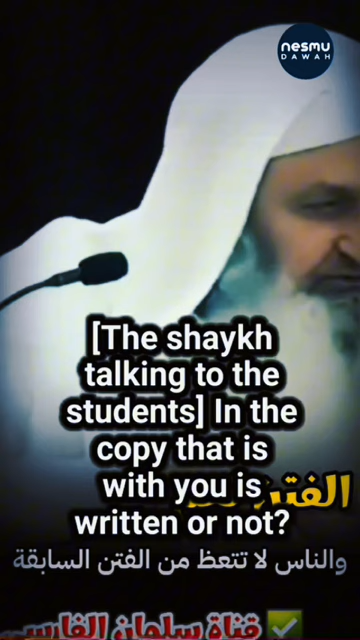 nesmu
DAWAH
[The shaykh
talking to the
students] In the
copy that is
with you is
written or not?
والناس لا تتعظ من الفتن السابقة
قناة سلمان الفارسي